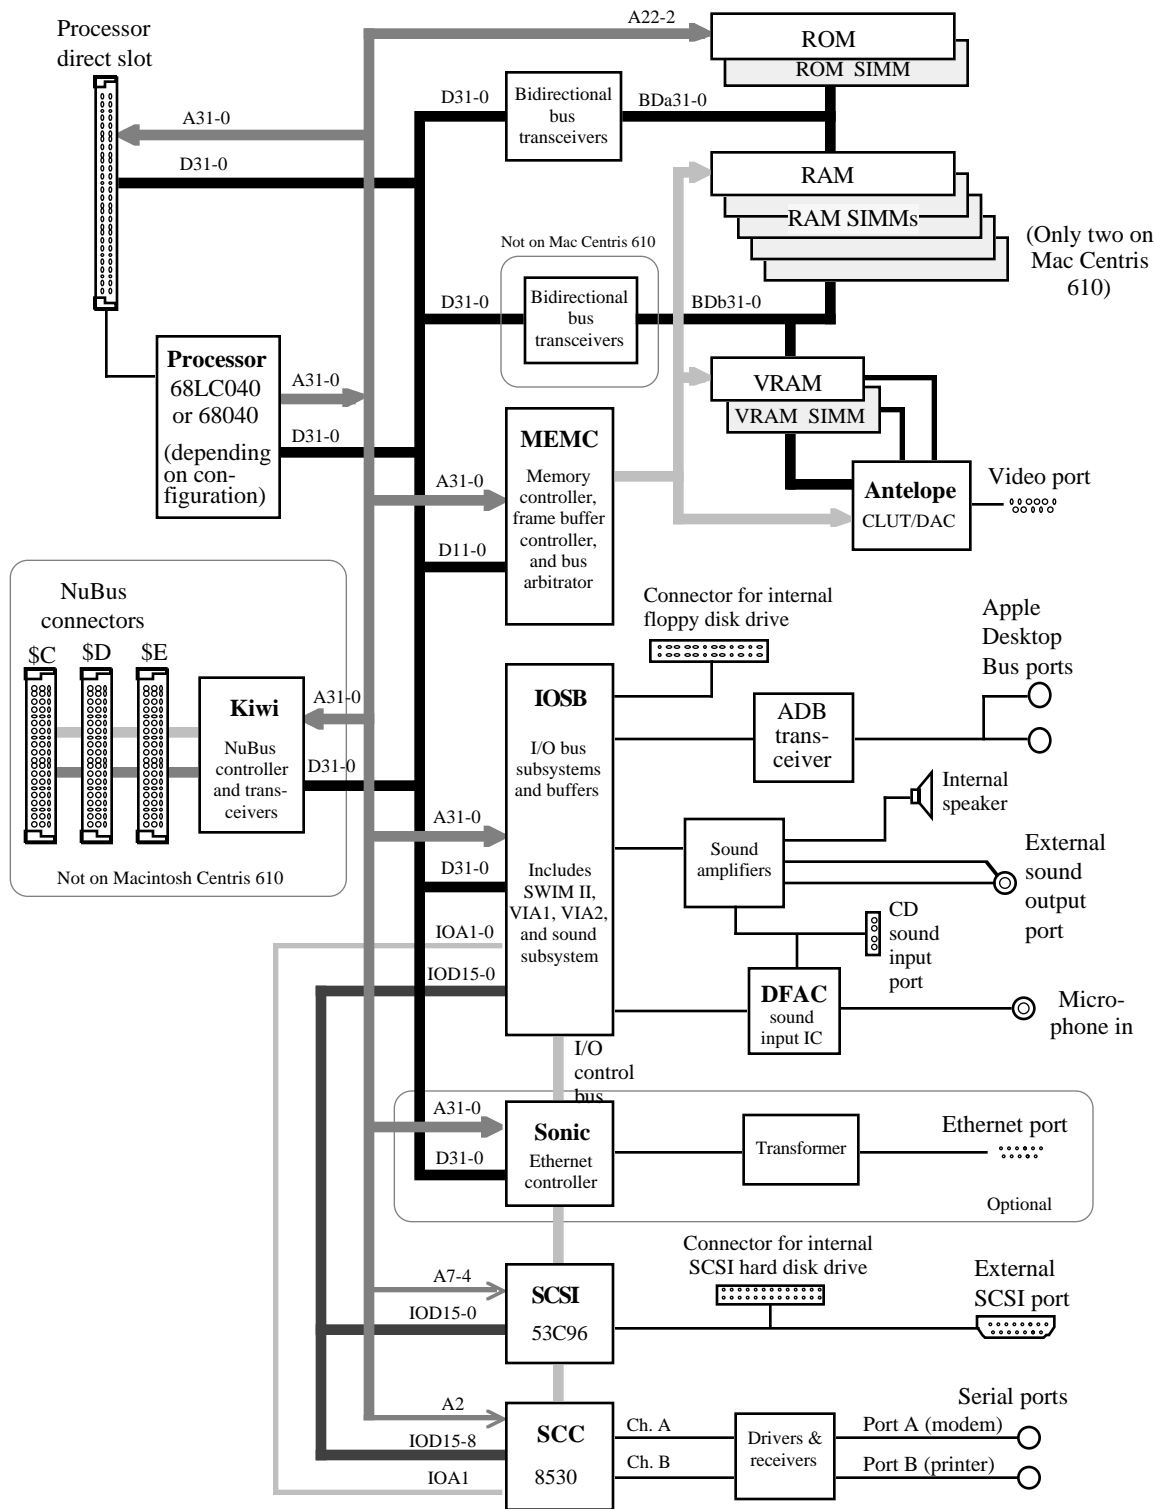 Processor
direct slot
A22-2
ROM
ROM SIMM
D31-0
Bidirectional
bus
transceivers
BDa31-0
A31-0
D31-0
RAM
RAM SIMMs
(Only two on
Mac Centris
610)
Not on Mac Centris 610
D31-0
Bidirectional
bus
transceivers
BDb31-0
Processor
68LC040
or 68040
(depending
on con-
figuration)
A31-0
D31-0
VRAM
VRAM SIMM
MEMC
Memory
controller,
frame buffer
controller,
and bus
arbitrator
A31-0
D11-0
Antelope
CLUT/DAC
Video port
NuBus
connectors
$C
$D
$E
Kiwi
NuBus
controller
and trans-
ceivers
A31-0
D31-0
Not on Macintosh Centris 610
Connector for internal
floppy disk drive
Apple
Desktop
Bus ports
IOSB
I/O bus
subsystems
and buffers
Includes
SWIM II,
VIA1, VIA2,
and sound
subsystem
ADB
trans-
ceiver
A31-0
D31-0
IOA1-0
IOD15-0
Internal
speaker
Sound
amplifiers
External
sound
output
port
CD
sound
input
port
DFAC
sound
input IC
Micro-
phone in
I/O
control
bus
A31-0
D31-0
Sonic
Ethernet
controller
Transformer
Ethernet port
Optional
Connector for internal
SCSI hard disk drive
External
SCSI port
A7-4
IOD15-0
SCSI
53C96
A2
IOD15-8
IOA1
SCC
8530
Ch. A
Ch. B
Drivers &
receivers
Serial ports
Port A (modem)
Port B (printer)